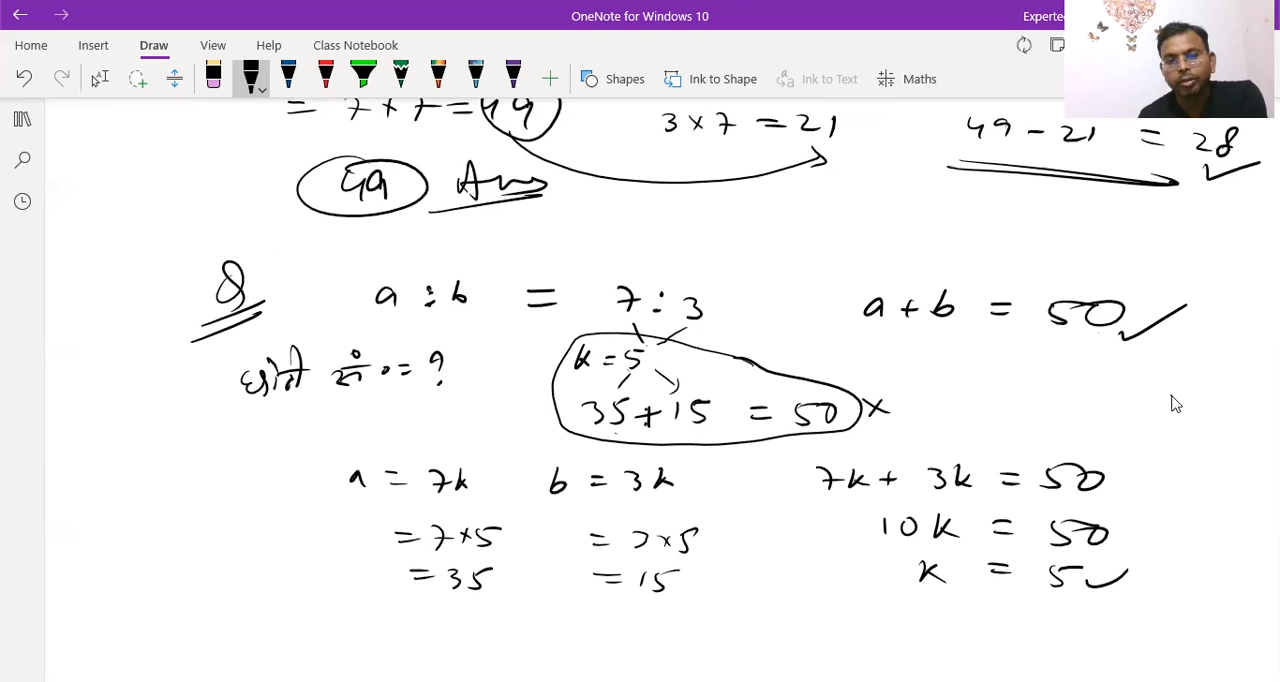 OneNote for Windows 10
Home Insert Draw View Help Class Notebook
Shapes Ink to Shape Ink to Text Maths
= 7 × 7 = 49
3 × 7 = 21
49 - 21 = 28
49 Ans
Q a : b = 7 : 3 a + b = 50
= ?
k = 5
35 + 15 = 50 ×
a = 7k b = 3k 7k + 3k = 50
= 7 × 5 = 3 × 5 10k = 50
= 35 = 15 k = 5